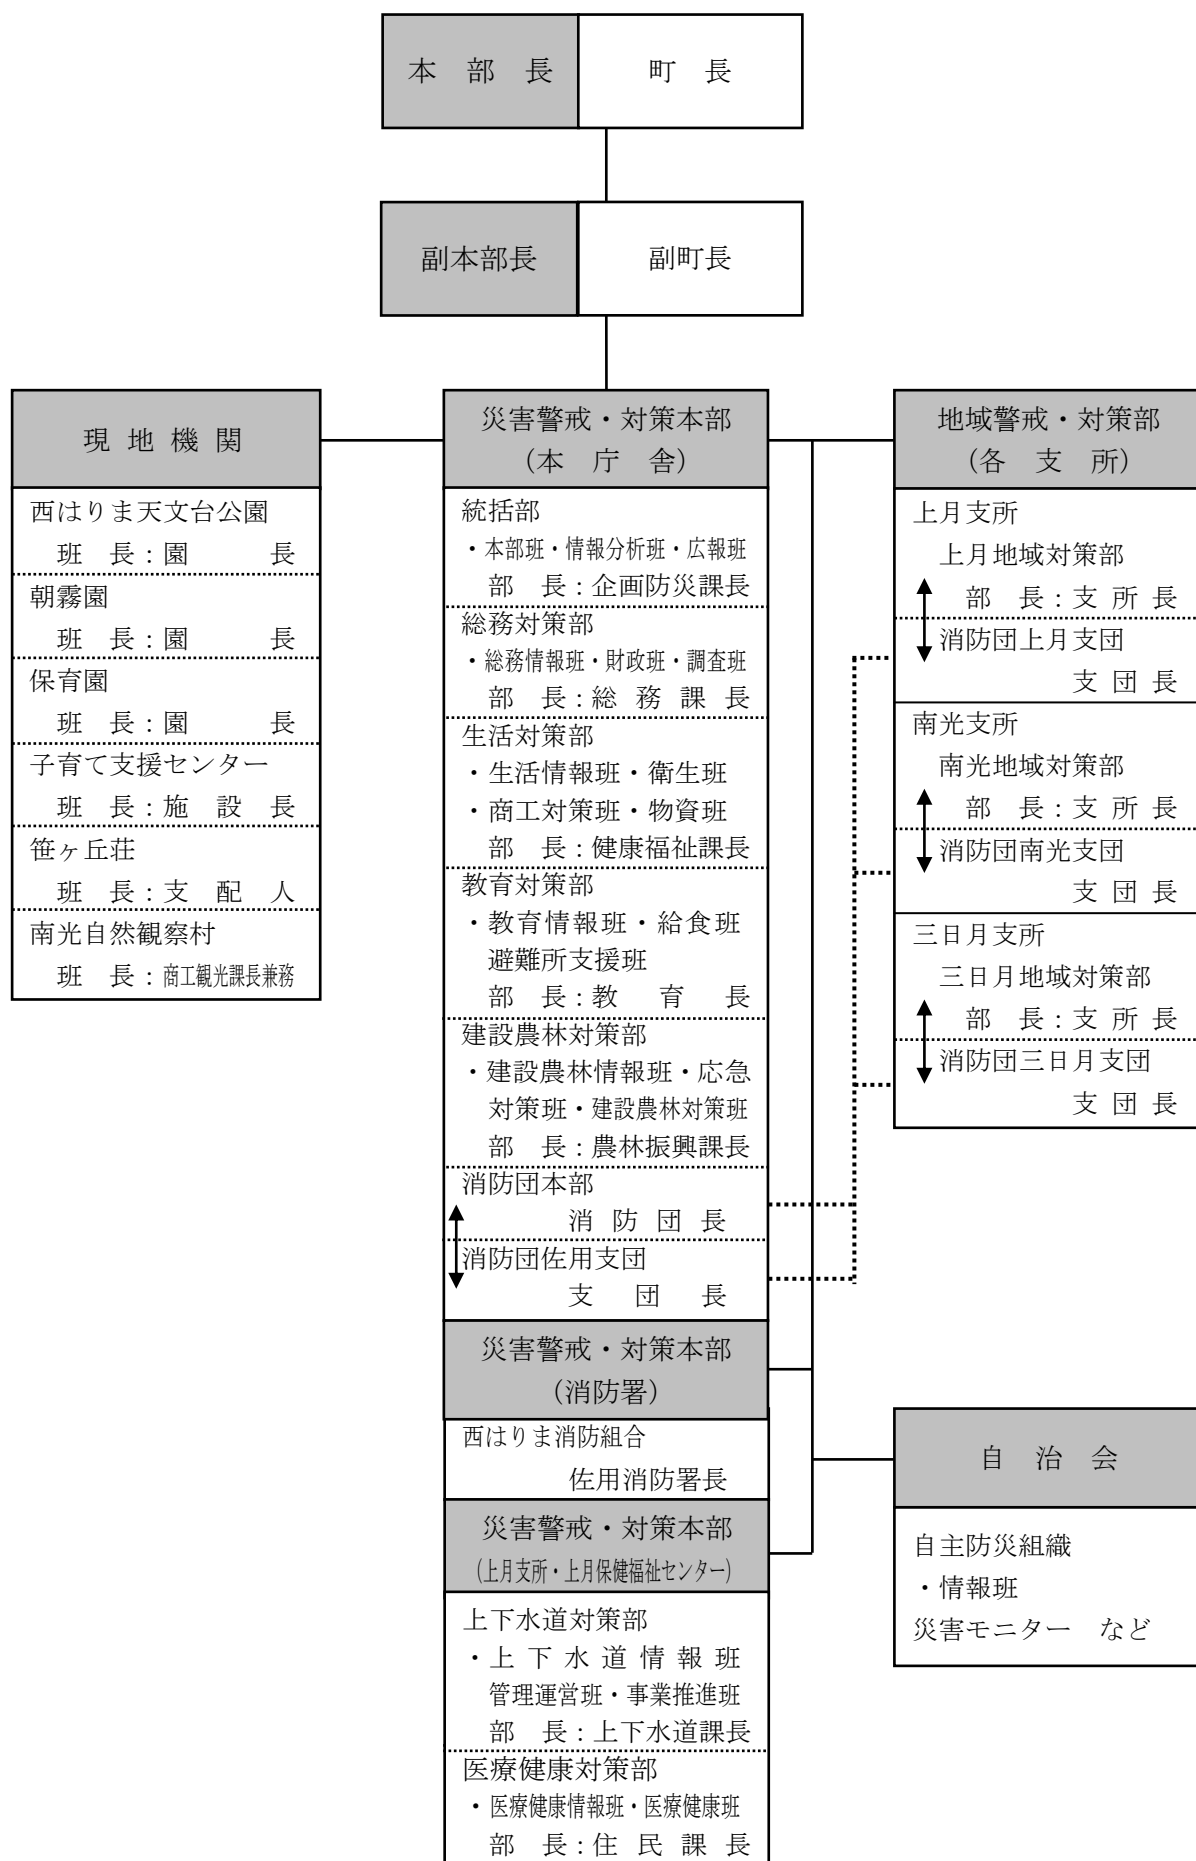 本部長 町長
副本部長 副町長
現地機関
西はりま天文台公園
班長：園長
朝霧園
班長：園長
保育園
班長：園長
子育て支援センター
班長：施設長
笹ヶ丘荘
班長：支配人
南光自然観察村
班長：商工観光課長兼務
災害警戒・対策本部
（本庁舎）
統括部
・本部班・情報分析班・広報班
部長：企画防災課長
総務対策部
・総務情報班・財政班・調査班
部長：総務課長
生活対策部
・生活情報班・衛生班
・商工対策班・物資班
部長：健康福祉課長
教育対策部
・教育情報班・給食班
避難所支援班
部長：教育長
建設農林対策部
・建設農林情報班・応急
対策班・建設農林対策班
部長：農林振興課長
消防団本部
消防団長
消防団佐用支団
支団長
災害警戒・対策本部
（消防署）
西はりま消防組合
佐用消防署長
災害警戒・対策本部
（上月支所・上月保健福祉センター）
上下水道対策部
・上下水道情報班
管理運営班・事業推進班
部長：上下水道課長
医療健康対策部
・医療健康情報班・医療健康班
部長：住民課長
地域警戒・対策部
（各支所）
上月支所
上月地域対策部
部長：支所長
消防団上月支団
支団長
南光支所
南光地域対策部
部長：支所長
消防団南光支団
支団長
三日月支所
三日月地域対策部
部長：支所長
消防団三日月支団
支団長
自治会
自主防災組織
・情報班
災害モニター　など